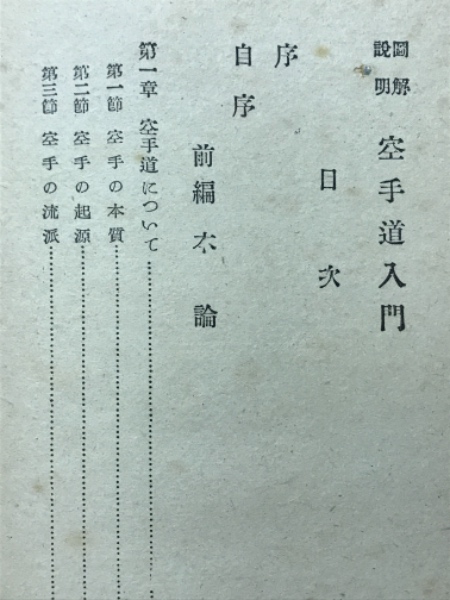 圖解
説明
空手道入門
目次
序
自序
前編 本論
第一章 空手道について
第一節 空手の本質
第二節 空手の起源
第三節 空手の流派